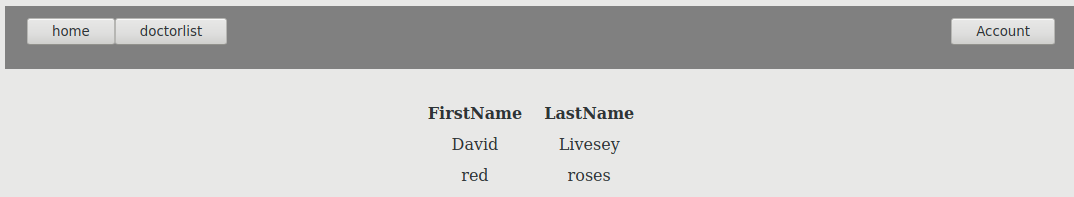 home doctorlist Account
FirstName LastName
David Livesey
red roses